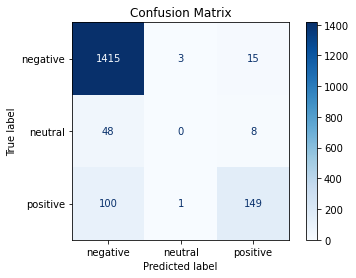 Confusion Matrix
negative 1415 3 15
neutral 48 0 8
positive 100 1 149
negative neutral positive
Predicted label
True label
1400
1200
1000
800
600
400
200
0